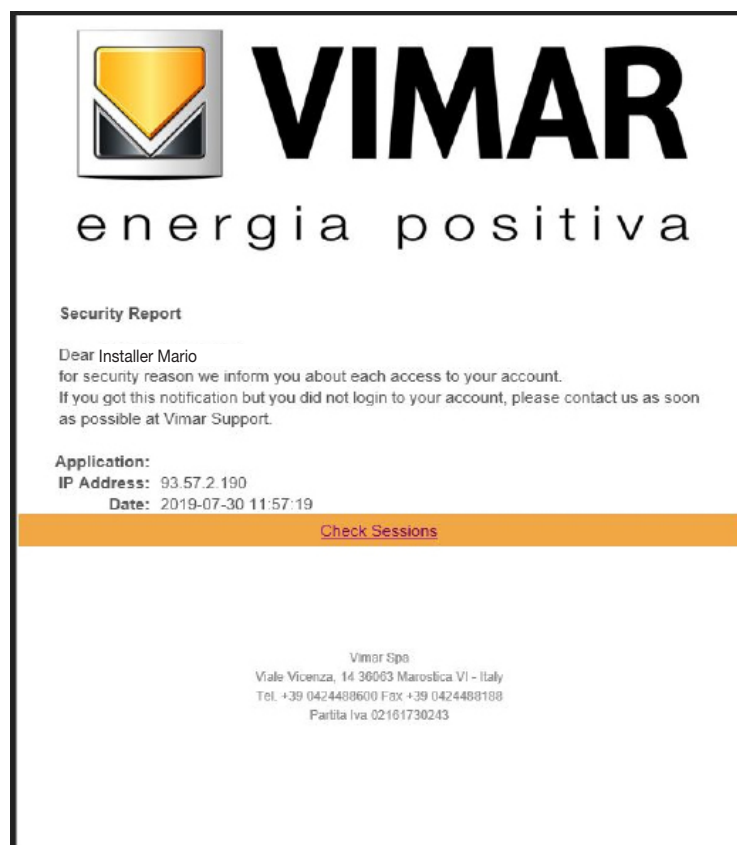 VIMAR
energia positiva
Security Report
Dear Installer Mario
for security reason we inform you about each access to your account.
If you got this notification but you did not login to your account, please contact us as soon
as possible at Vimar Support.
Application:
IP Address: 93.57.2.190
Date: 2019-07-30 11:57:19
Check Sessions
Vimar Spa
Viale Vicenza, 14 36063 Marostica VI - Italy
Tel. +39 0424488600 Fax +39 0424488188
Partita Iva 02161730243